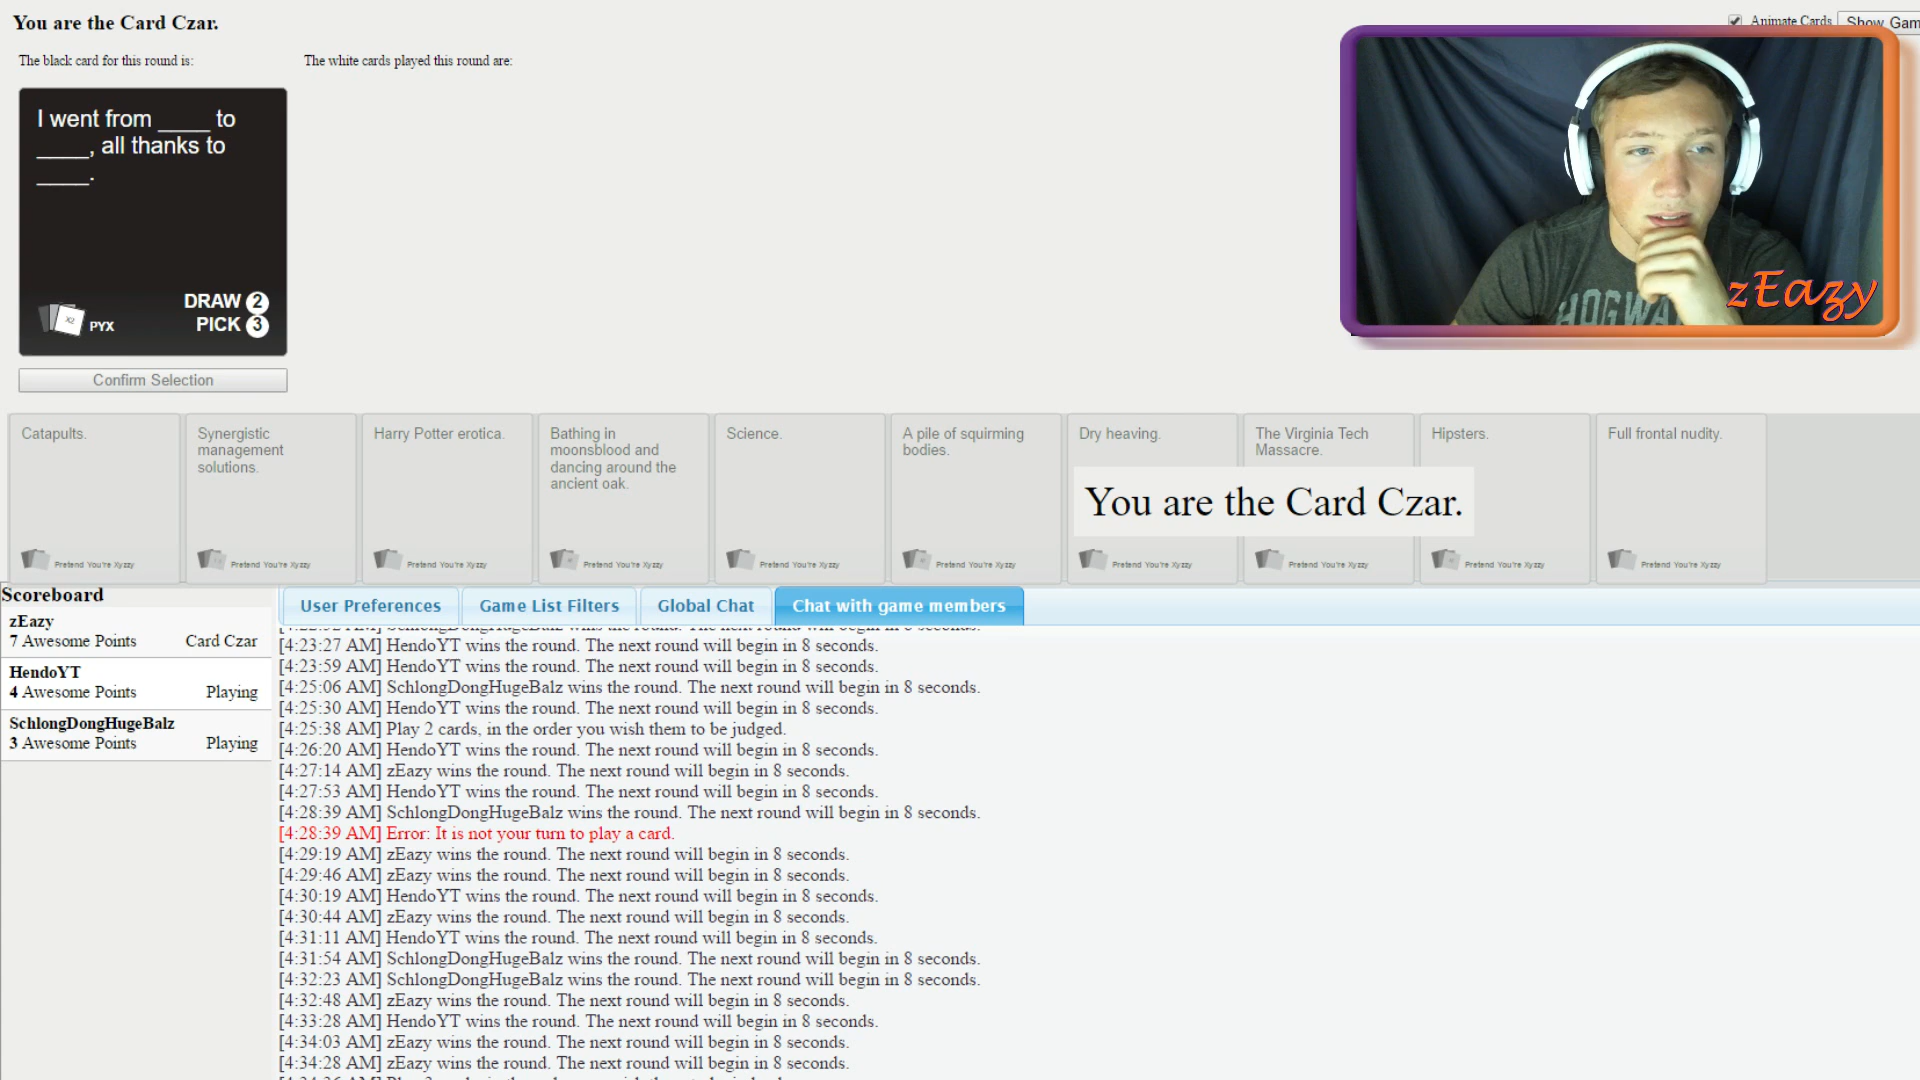 You are the Card Czar.
Animate Cards
Show Gam
The black card for this round is:
The white cards played this round are:
I went from ____ to
____, all thanks to
____.
DRAW 2
PICK 3
PYX
Confirm Selection
zEazy
HOGWA
Catapults.
Synergistic
management
solutions.
Harry Potter erotica.
Bathing in
moonsblood and
dancing around the
ancient oak.
Science.
A pile of squirming
bodies.
Dry heaving.
The Virginia Tech
Massacre.
Hipsters.
Full frontal nudity.
You are the Card Czar.
Pretend You're Xyzzy
Pretend You're Xyzzy
Pretend You're Xyzzy
Pretend You're Xyzzy
Pretend You're Xyzzy
Pretend You're Xyzzy
Pretend You're Xyzzy
Pretend You're Xyzzy
Pretend You're Xyzzy
Pretend You're Xyzzy
Scoreboard
zEazy
7 Awesome Points Card Czar
HendoYT
4 Awesome Points Playing
SchlongDongHugeBalz
3 Awesome Points Playing
User Preferences
Game List Filters
Global Chat
Chat with game members
[4:23:27 AM] HendoYT wins the round. The next round will begin in 8 seconds.
[4:23:59 AM] HendoYT wins the round. The next round will begin in 8 seconds.
[4:25:06 AM] SchlongDongHugeBalz wins the round. The next round will begin in 8 seconds.
[4:25:30 AM] HendoYT wins the round. The next round will begin in 8 seconds.
[4:25:38 AM] Play 2 cards, in the order you wish them to be judged.
[4:26:20 AM] HendoYT wins the round. The next round will begin in 8 seconds.
[4:27:14 AM] zEazy wins the round. The next round will begin in 8 seconds.
[4:27:53 AM] HendoYT wins the round. The next round will begin in 8 seconds.
[4:28:39 AM] SchlongDongHugeBalz wins the round. The next round will begin in 8 seconds.
[4:28:39 AM] Error: It is not your turn to play a card.
[4:29:19 AM] zEazy wins the round. The next round will begin in 8 seconds.
[4:29:46 AM] zEazy wins the round. The next round will begin in 8 seconds.
[4:30:19 AM] HendoYT wins the round. The next round will begin in 8 seconds.
[4:30:44 AM] zEazy wins the round. The next round will begin in 8 seconds.
[4:31:11 AM] HendoYT wins the round. The next round will begin in 8 seconds.
[4:31:54 AM] SchlongDongHugeBalz wins the round. The next round will begin in 8 seconds.
[4:32:23 AM] SchlongDongHugeBalz wins the round. The next round will begin in 8 seconds.
[4:32:48 AM] zEazy wins the round. The next round will begin in 8 seconds.
[4:33:28 AM] HendoYT wins the round. The next round will begin in 8 seconds.
[4:34:03 AM] zEazy wins the round. The next round will begin in 8 seconds.
[4:34:28 AM] zEazy wins the round. The next round will begin in 8 seconds.